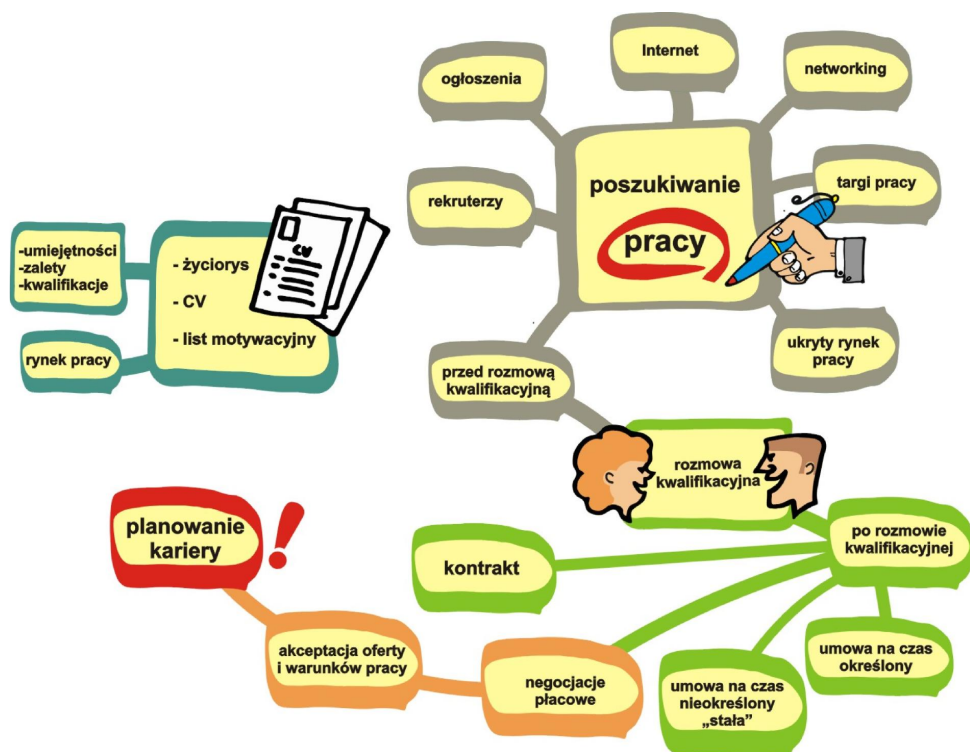 Internet
ogłoszenia
networking
rekruterzy
poszukiwanie
pracy
targi pracy
ukryty rynek
pracy
przed rozmową
kwalifikacyjną
-umiejętności
-zalety
-kwalifikacje
rynek pracy
CV
- życiorys
- CV
- list motywacyjny
rozmowa
kwalifikacyjna
po rozmowie
kwalifikacyjnej
kontrakt
umowa na czas
określony
umowa na czas
nieokreślony
„stała”
negocjacje
płacowe
akceptacja oferty
i warunków pracy
planowanie
kariery
!